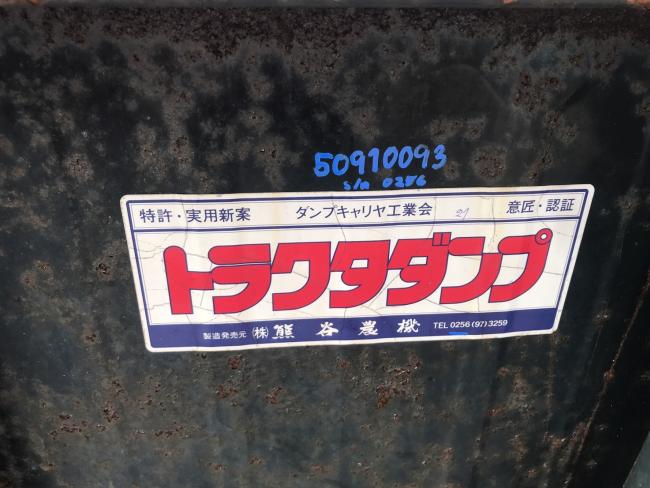 50910093
s/n 0256
特許・実用新案 ダンプキャリヤ工業会 21 意匠・認証
トラクタダンプ
製造発売元 (株) 熊谷農機 TEL 0256 (97) 3259